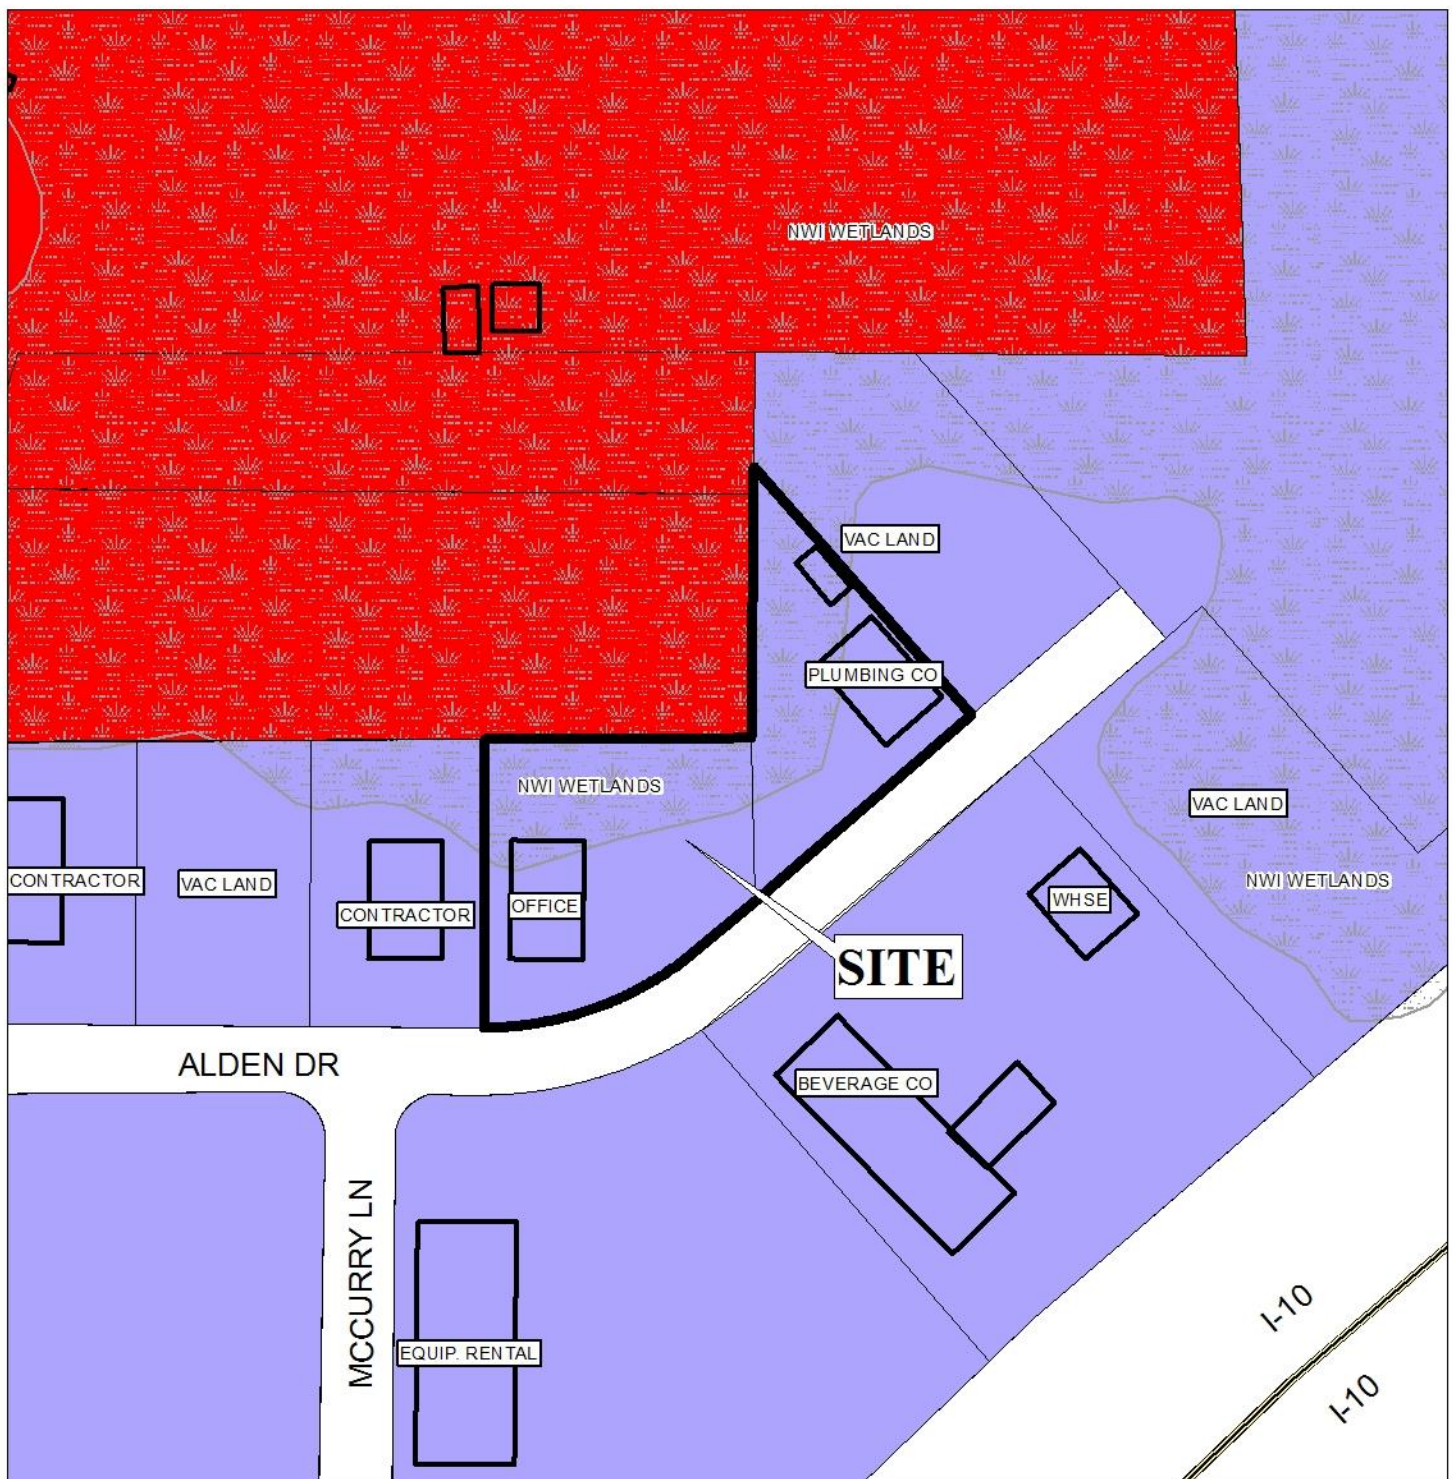 NWI WETLANDS
VAC LAND
PLUMBING CO
NWI WETLANDS
VAC LAND
CONTRACTOR
VAC LAND
NWI WETLANDS
WHSE
OFFICE
CONTRACTOR
SITE
ALDEN DR
BEVERAGE CO
MCCURRY LN
EQUIP. RENTAL
I-10
I-10